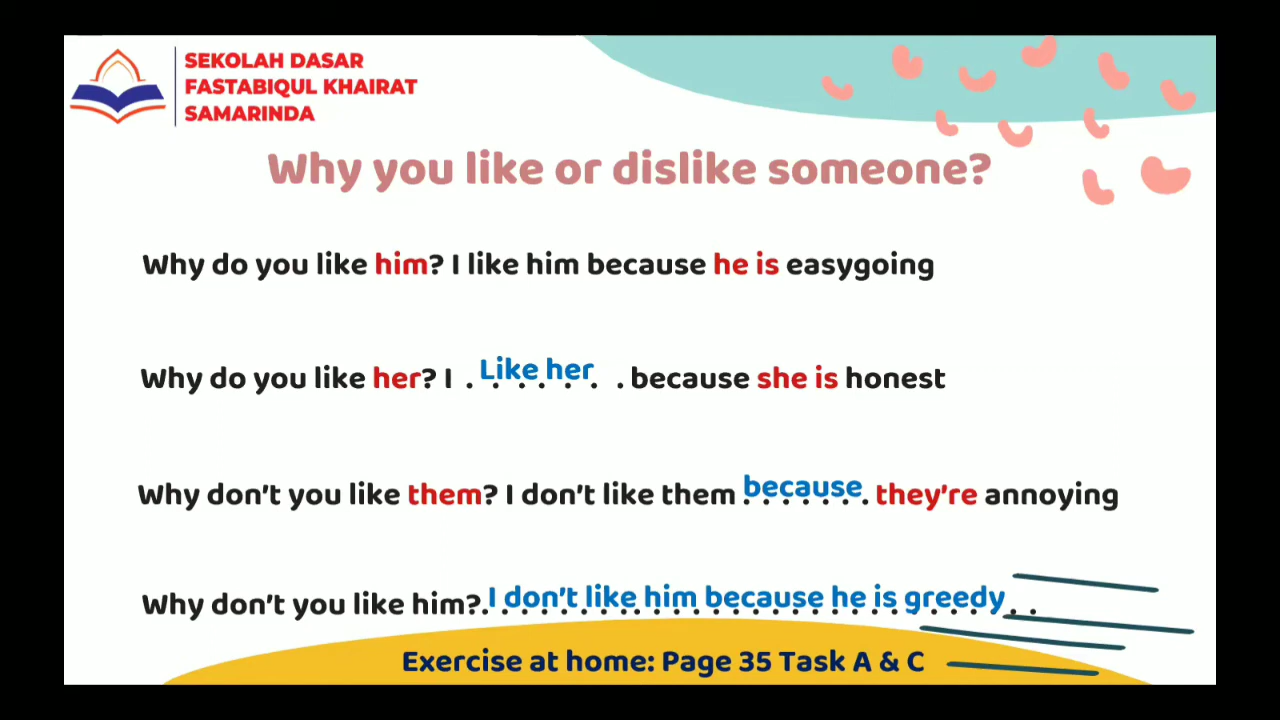 SEKOLAH DASAR
FASTABIQUL KHAIRAT
SAMARINDA
Why you like or dislike someone?
Why do you like him? I like him because he is easygoing
Why do you like her? I . Like her . . because she is honest
Why don't you like them? I don't like them because they're annoying
Why don't you like him?. I don't like him because he is greedy . .
Exercise at home: Page 35 Task A & C